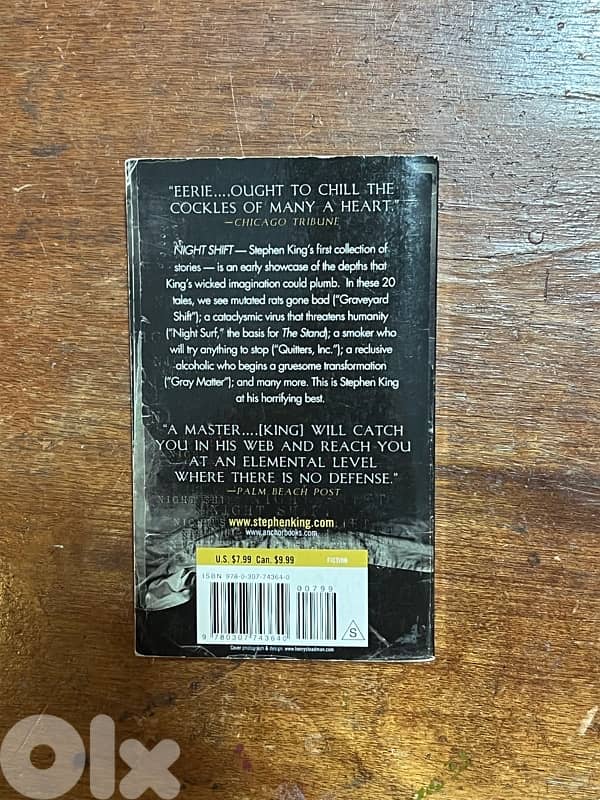 "EERIE....OUGHT TO CHILL THE
COCKLES OF MANY A HEART."
—CHICAGO TRIBUNE
NIGHT SHIFT— Stephen King's first collection of
stories — is an early showcase of the depths that
King's wicked imagination could plumb. In these 20
tales, we see mutated rats gone bad ("Graveyard
Shift"); a cataclysmic virus that threatens humanity
("Night Surf," the basis for The Stand); a smoker who
will try anything to stop ("Quitters, Inc."); a reclusive
alcoholic who begins a gruesome transformation
("Gray Matter"); and many more. This is Stephen King
at his horrifying best.
"A MASTER....[KING] WILL CATCH
YOU IN HIS WEB AND REACH YOU
AT AN ELEMENTAL LEVEL
WHERE THERE IS NO DEFENSE."
—PALM BEACH POST
www.stephenking.com
www.anchorbooks.com
U.S. $7.99 Can. $9.99 FICTION
ISBN 978-0-307-74364-0
00799
9 780307 743640
S
Cover photograph & design: www.henrysteadman.com
Olx